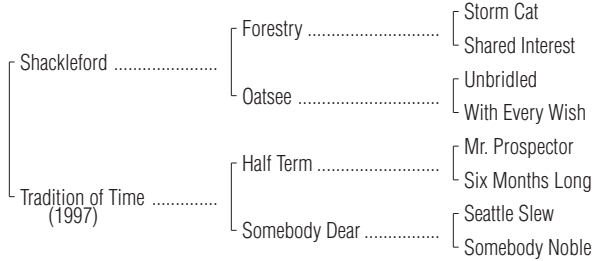 Storm Cat
Forestry ........................................
Shared Interest
Shackleford ........................
Unbridled
Oatsee ...........................................
With Every Wish
Mr. Prospector
Half Term .....................................
Six Months Long
Tradition of Time ...............
(1997)
Seattle Slew
Somebody Dear ..................
Somebody Noble